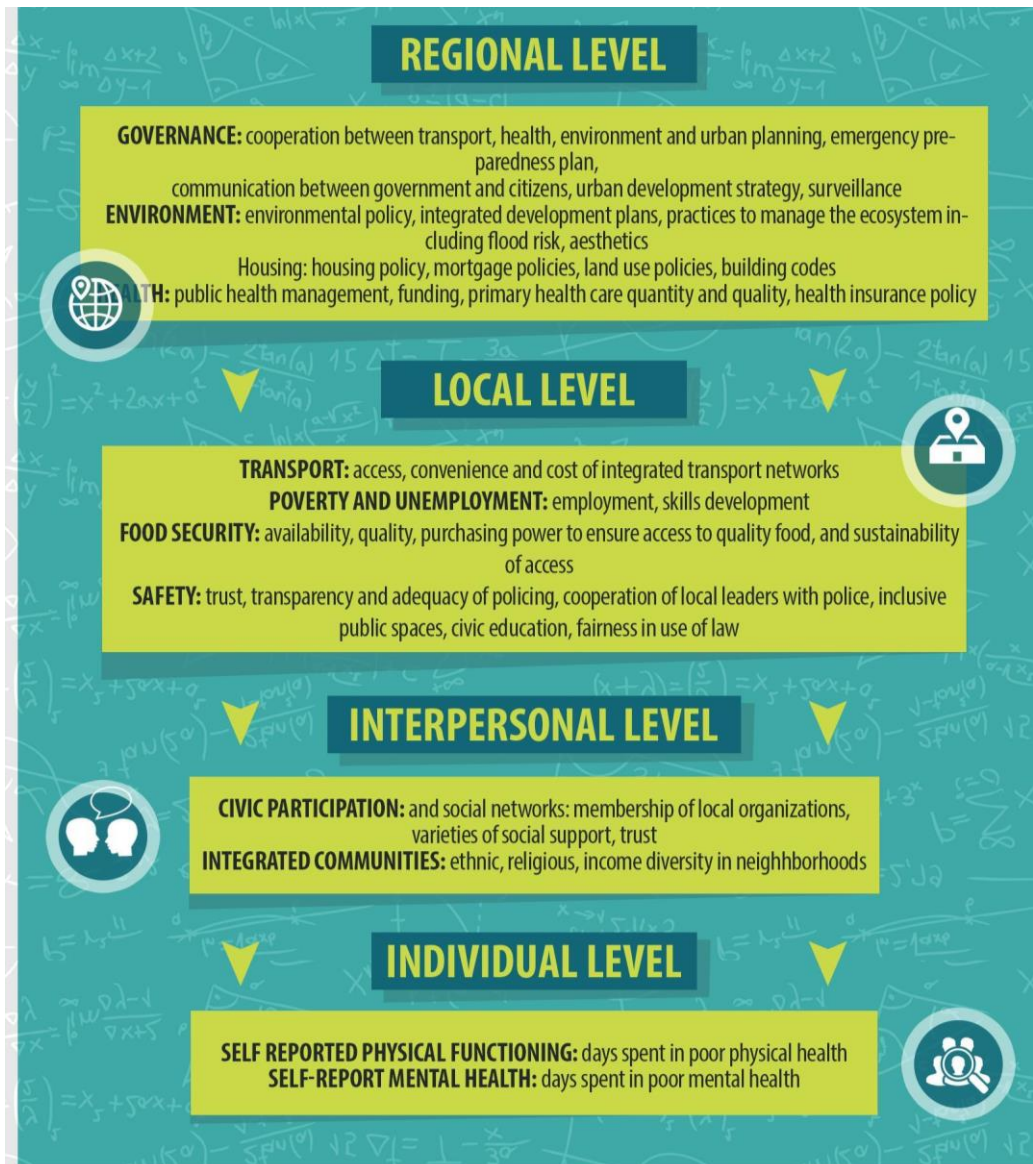 REGIONAL LEVEL
GOVERNANCE: cooperation between transport, health, environment and urban planning, emergency pre-
paredness plan,
communication between government and citizens, urban development strategy, surveillance
ENVIRONMENT: environmental policy, integrated development plans, practices to manage the ecosystem in-
cluding flood risk, aesthetics
Housing: housing policy, mortgage policies, land use policies, building codes
ALTH: public health management, funding, primary health care quantity and quality, health insurance policy
LOCAL LEVEL
TRANSPORT: access, convenience and cost of integrated transport networks
POVERTY AND UNEMPLOYMENT: employment, skills development
FOOD SECURITY: availability, quality, purchasing power to ensure access to quality food, and sustainability
of access
SAFETY: trust, transparency and adequacy of policing, cooperation of local leaders with police, inclusive
public spaces, civic education, fairness in use of law
INTERPERSONAL LEVEL
CIVIC PARTICIPATION: and social networks: membership of local organizations,
varieties of social support, trust
INTEGRATED COMMUNITIES: ethnic, religious, income diversity in neighhborhoods
INDIVIDUAL LEVEL
SELF REPORTED PHYSICAL FUNCTIONING: days spent in poor physical health
SELF-REPORT MENTAL HEALTH: days spent in poor mental health